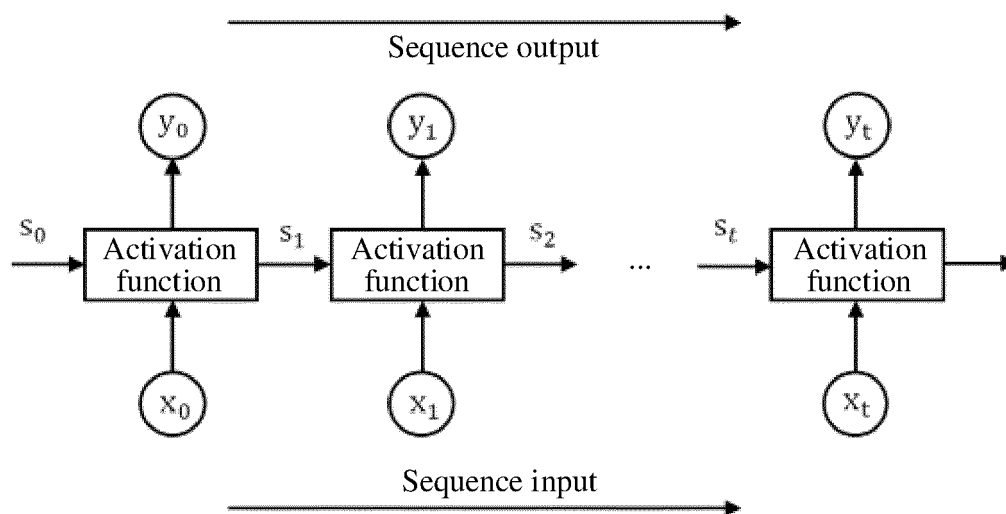 Sequence output
y₀ y₁ yₜ
s₀ s₁ s₂ sₜ
Activation Activation Activation
function function ... function
x₀ x₁ xₜ
Sequence input